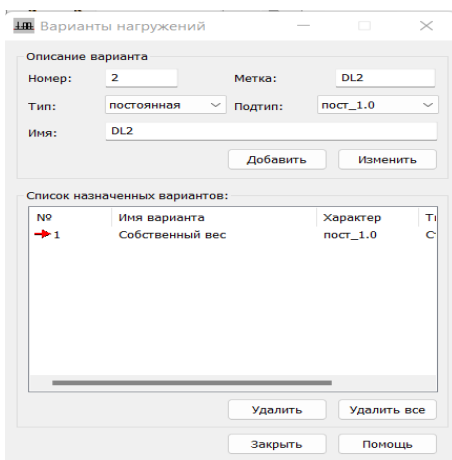 Варианты нагружений
Описание варианта
Номер: 2 Метка: DL2
Тип: постоянная Подтип: пост_1.0
Имя: DL2
Добавить Изменить
Список назначенных вариантов:
№ Имя варианта Характер
1 Собственный вес пост_1.0
Удалить Удалить все
Закрыть Помощь